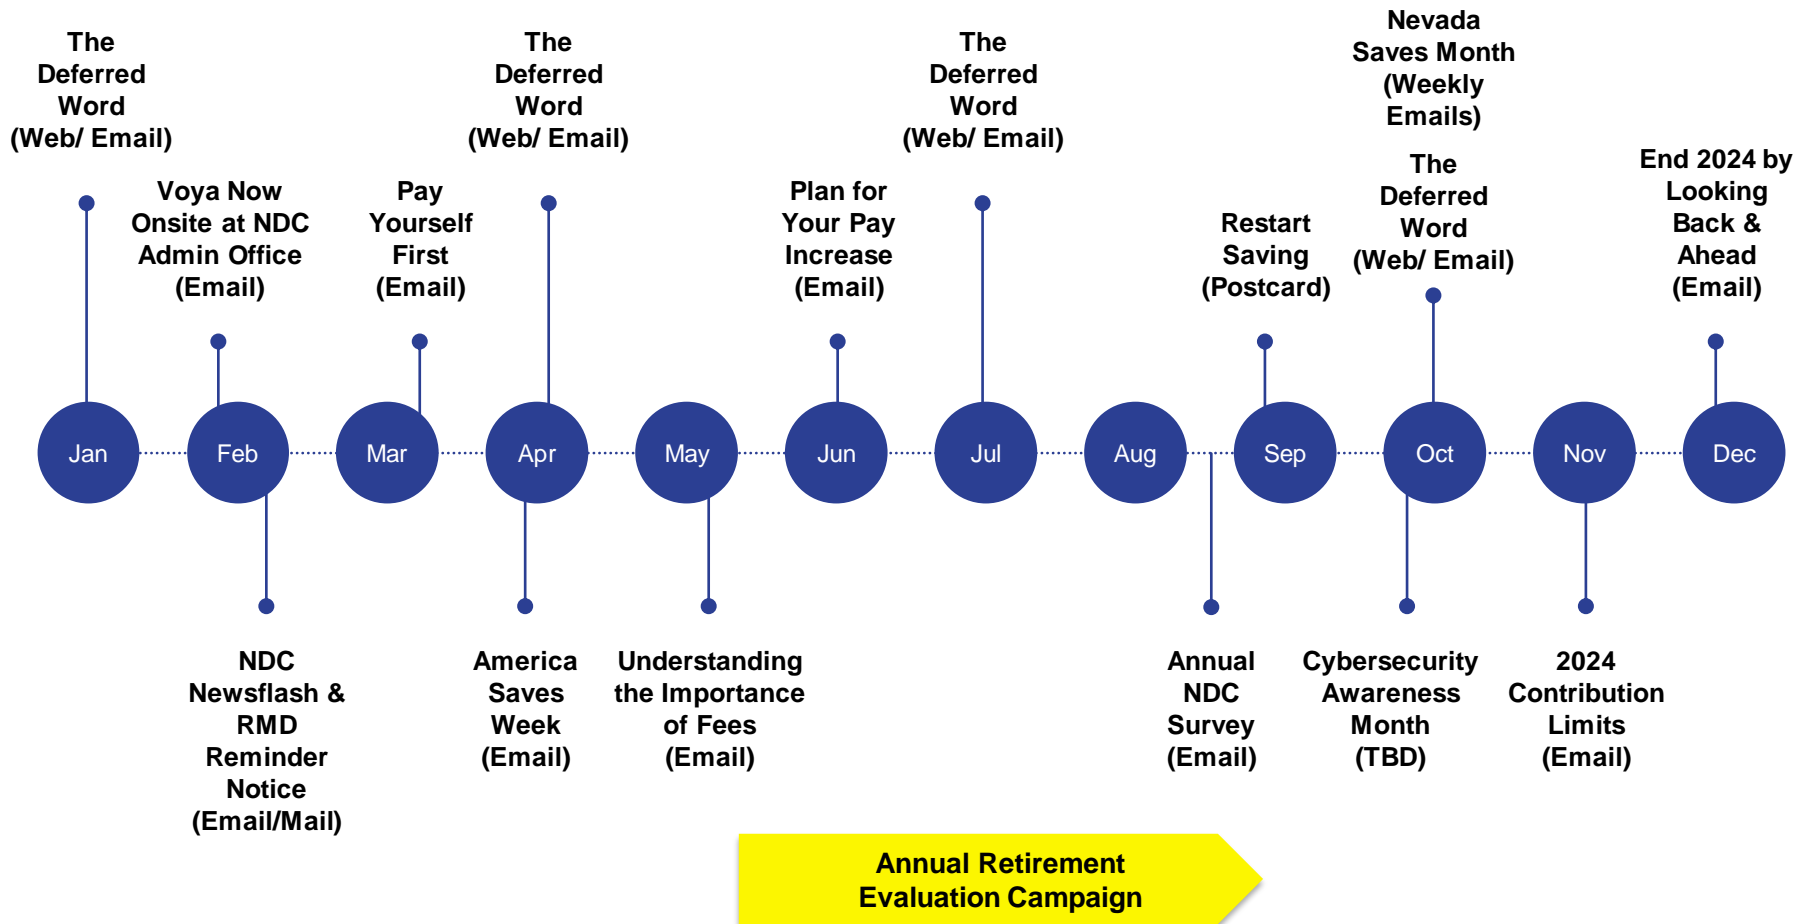 The
Deferred
Word
(Web/ Email)
Voya Now
Onsite at NDC
Admin Office
(Email)
Pay
Yourself
First
(Email)
The
Deferred
Word
(Web/ Email)
Plan for
Your Pay
Increase
(Email)
The
Deferred
Word
(Web/ Email)
Restart
Saving
(Postcard)
Nevada
Saves Month
(Weekly
Emails)
The
Deferred
Word
(Web/ Email)
End 2024 by
Looking
Back &
Ahead
(Email)
Jan
Feb
Mar
Apr
May
Jun
Jul
Aug
Sep
Oct
Nov
Dec
NDC
Newsflash &
RMD
Reminder
Notice
(Email/Mail)
America
Saves
Week
(Email)
Understanding
the Importance
of Fees
(Email)
Annual
NDC
Survey
(Email)
Cybersecurity
Awareness
Month
(TBD)
2024
Contribution
Limits
(Email)
Annual Retirement
Evaluation Campaign